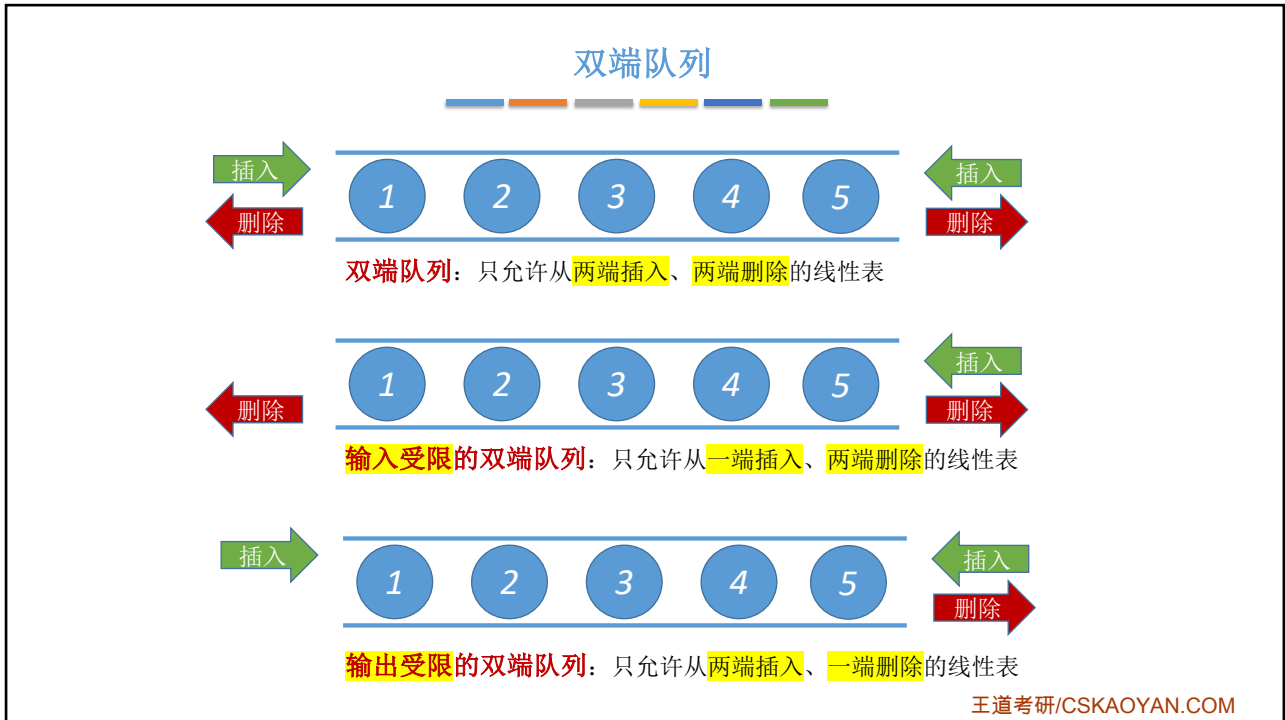 双端队列
插入
插入
1 2 3 4 5
删除
删除
双端队列：只允许从两端插入、两端删除的线性表
插入
1 2 3 4 5
删除
删除
输入受限的双端队列：只允许从一端插入、两端删除的线性表
插入
插入
1 2 3 4 5
删除
输出受限的双端队列：只允许从两端插入、一端删除的线性表
王道考研/CSKAOYAN.COM